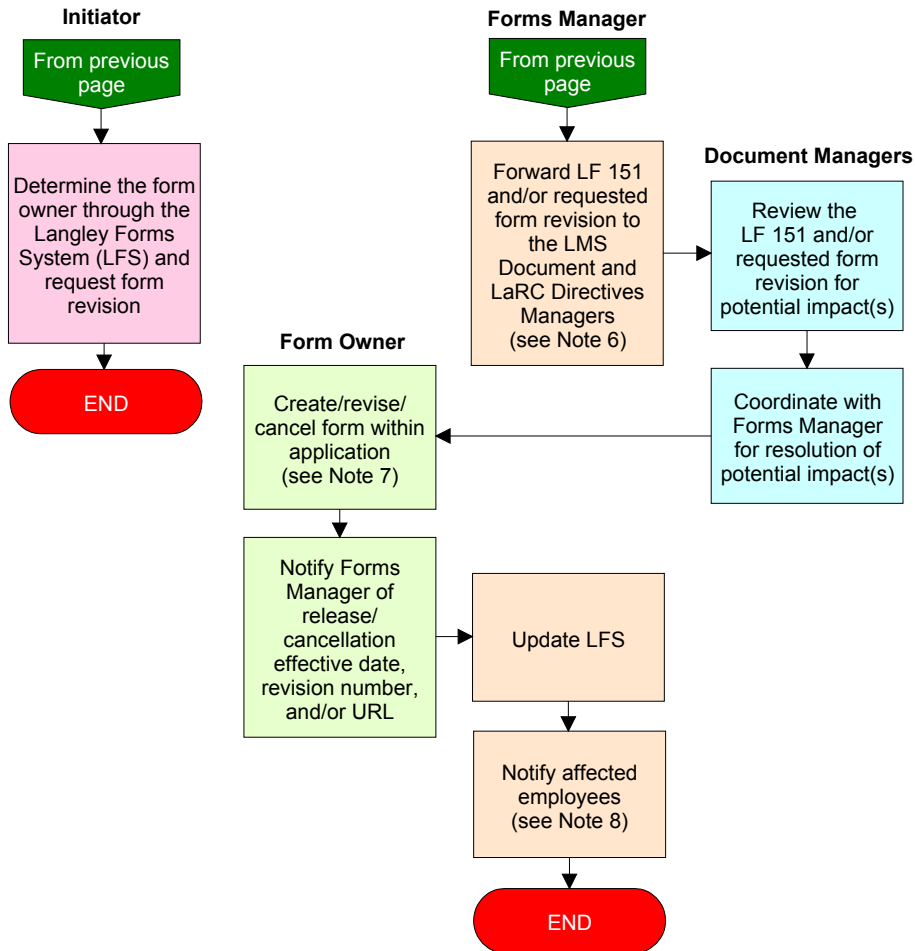 Initiator
From previous
page
Determine the form
owner through the
Langley Forms
System (LFS) and
request form
revision
END
Forms Manager
From previous
page
Forward LF 151
and/or requested
form revision to
the LMS
Document and
LaRC Directives
Managers
(see Note 6)
Document Managers
Review the
LF 151 and/or
requested form
revision for
potential impact(s)
Coordinate with
Forms Manager
for resolution of
potential impact(s)
Form Owner
Create/revise/
cancel form within
application
(see Note 7)
Notify Forms
Manager of
release/
cancellation
effective date,
revision number,
and/or URL
Update LFS
Notify affected
employees
(see Note 8)
END